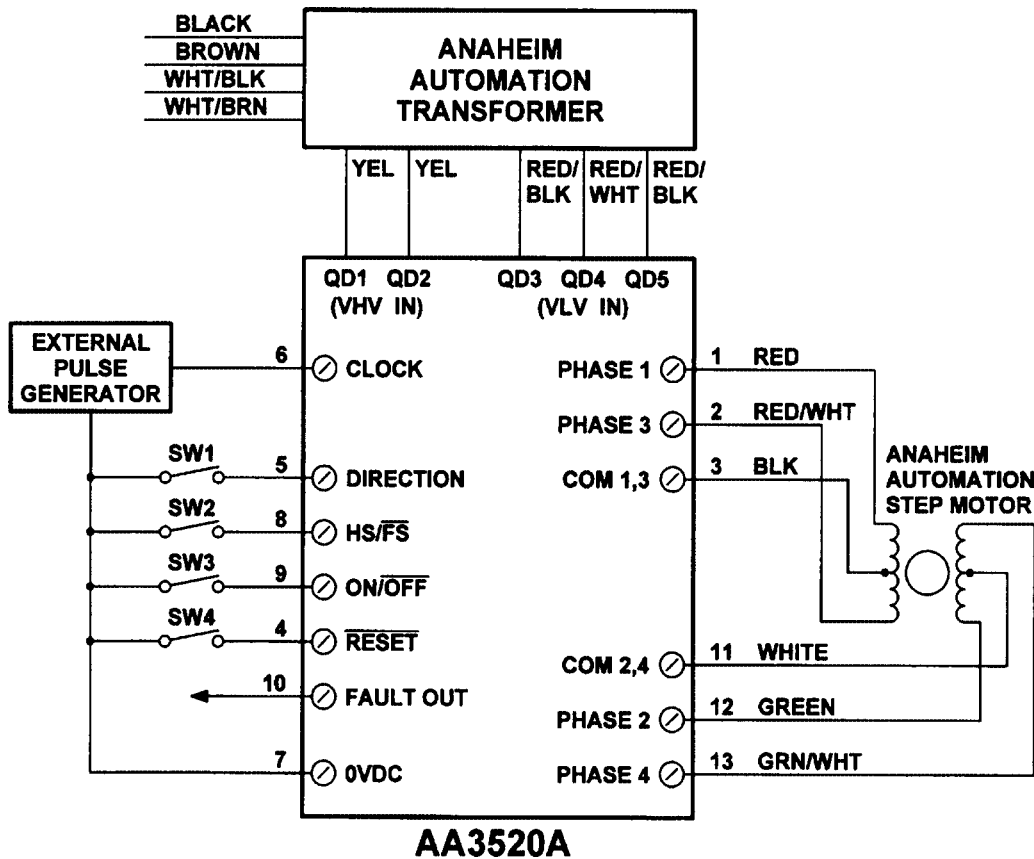 BLACK
BROWN
WHT/BLK
WHT/BRN
ANAHEIM
AUTOMATION
TRANSFORMER
YEL
YEL
RED/
BLK
RED/
WHT
RED/
BLK
QD1 QD2
(VHV IN)
QD3 QD4 QD5
(VLV IN)
EXTERNAL
PULSE
GENERATOR
6 CLOCK
SW1
5 DIRECTION
SW2
8 HS/F̅S̅
SW3
9 ON/O̅F̅F̅
SW4
4 R̅E̅S̅E̅T̅
10 FAULT OUT
7 0VDC
PHASE 1 1 RED
PHASE 3 2 RED/WHT
COM 1,3 3 BLK
ANAHEIM
AUTOMATION
STEP MOTOR
COM 2,4 11 WHITE
PHASE 2 12 GREEN
PHASE 4 13 GRN/WHT
AA3520A